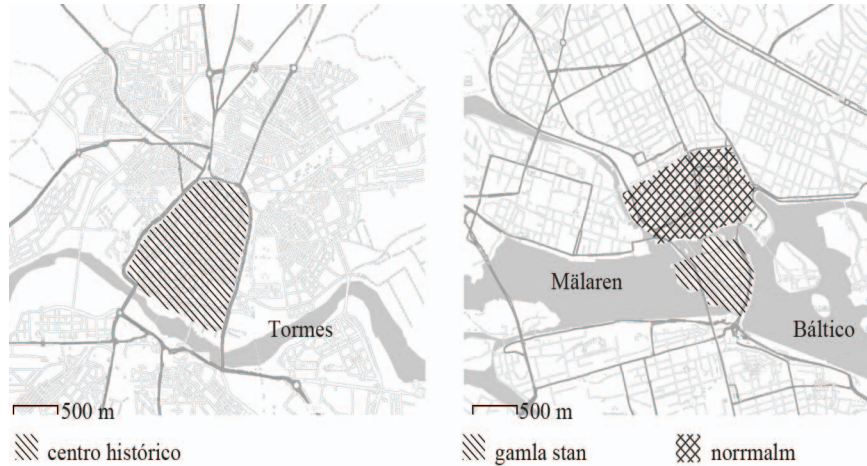 Tormes
500 m
centro histórico
Mälaren
Báltico
500 m
gamla stan
norrmalm